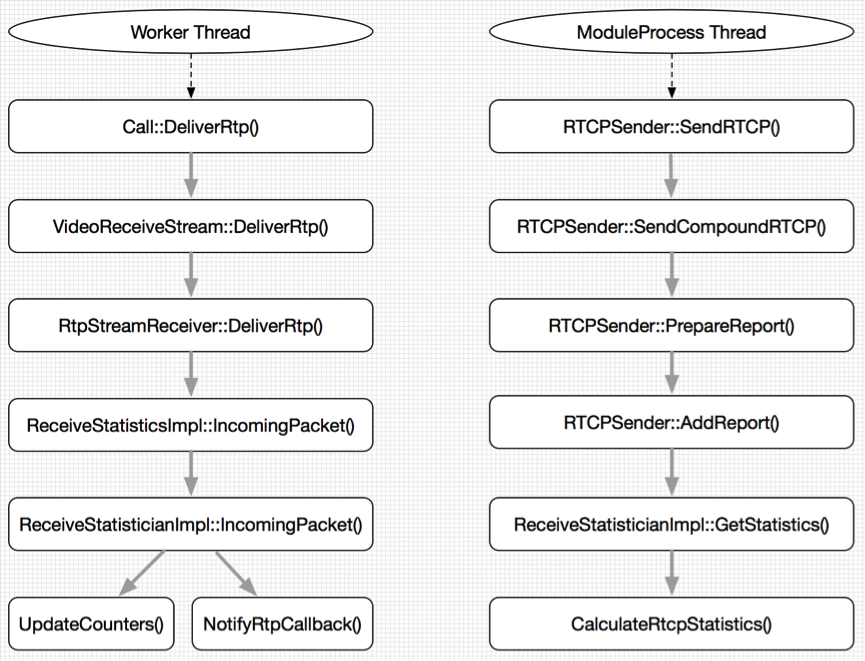 Worker Thread
ModuleProcess Thread
Call::DeliverRtp()
RTCPSender::SendRTCP()
VideoReceiveStream::DeliverRtp()
RTCPSender::SendCompoundRTCP()
RtpStreamReceiver::DeliverRtp()
RTCPSender::PrepareReport()
ReceiveStatisticsImpl::IncomingPacket()
RTCPSender::AddReport()
ReceiveStatisticianImpl::IncomingPacket()
ReceiveStatisticianImpl::GetStatistics()
UpdateCounters()
NotifyRtpCallback()
CalculateRtcpStatistics()